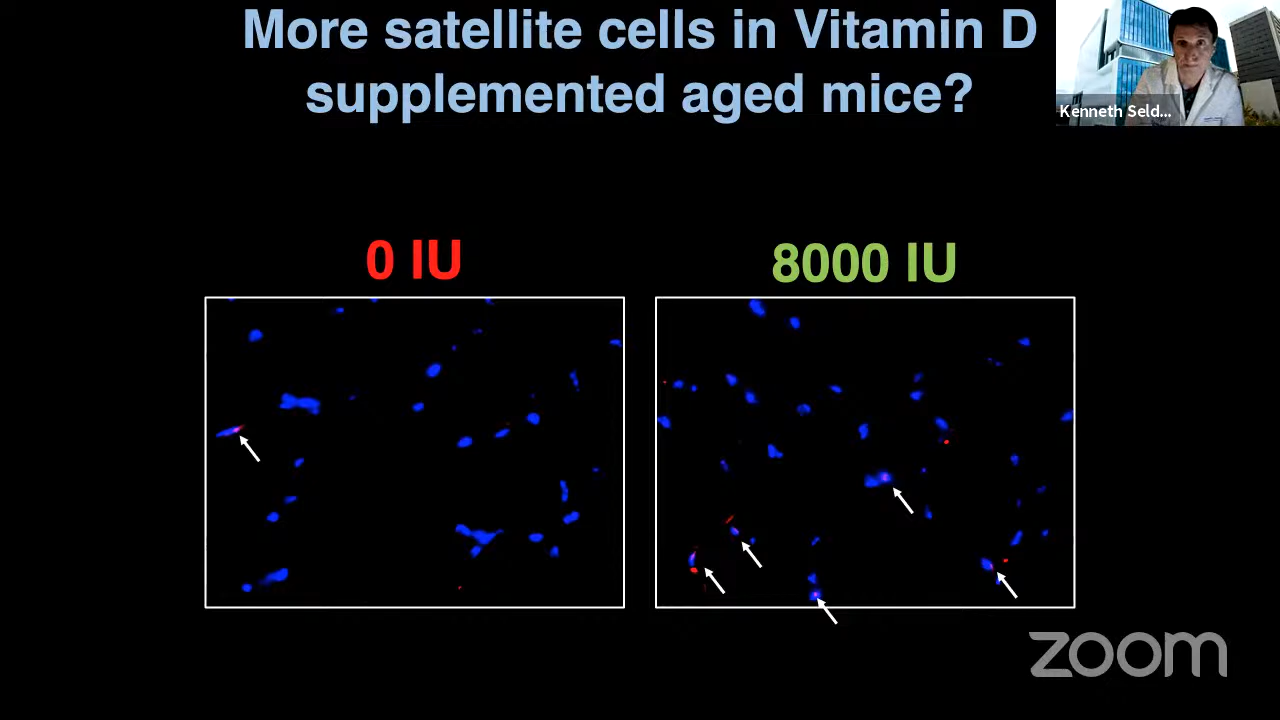 More satellite cells in Vitamin D
supplemented aged mice?
Kenneth Seld...
0 IU
8000 IU
zoom